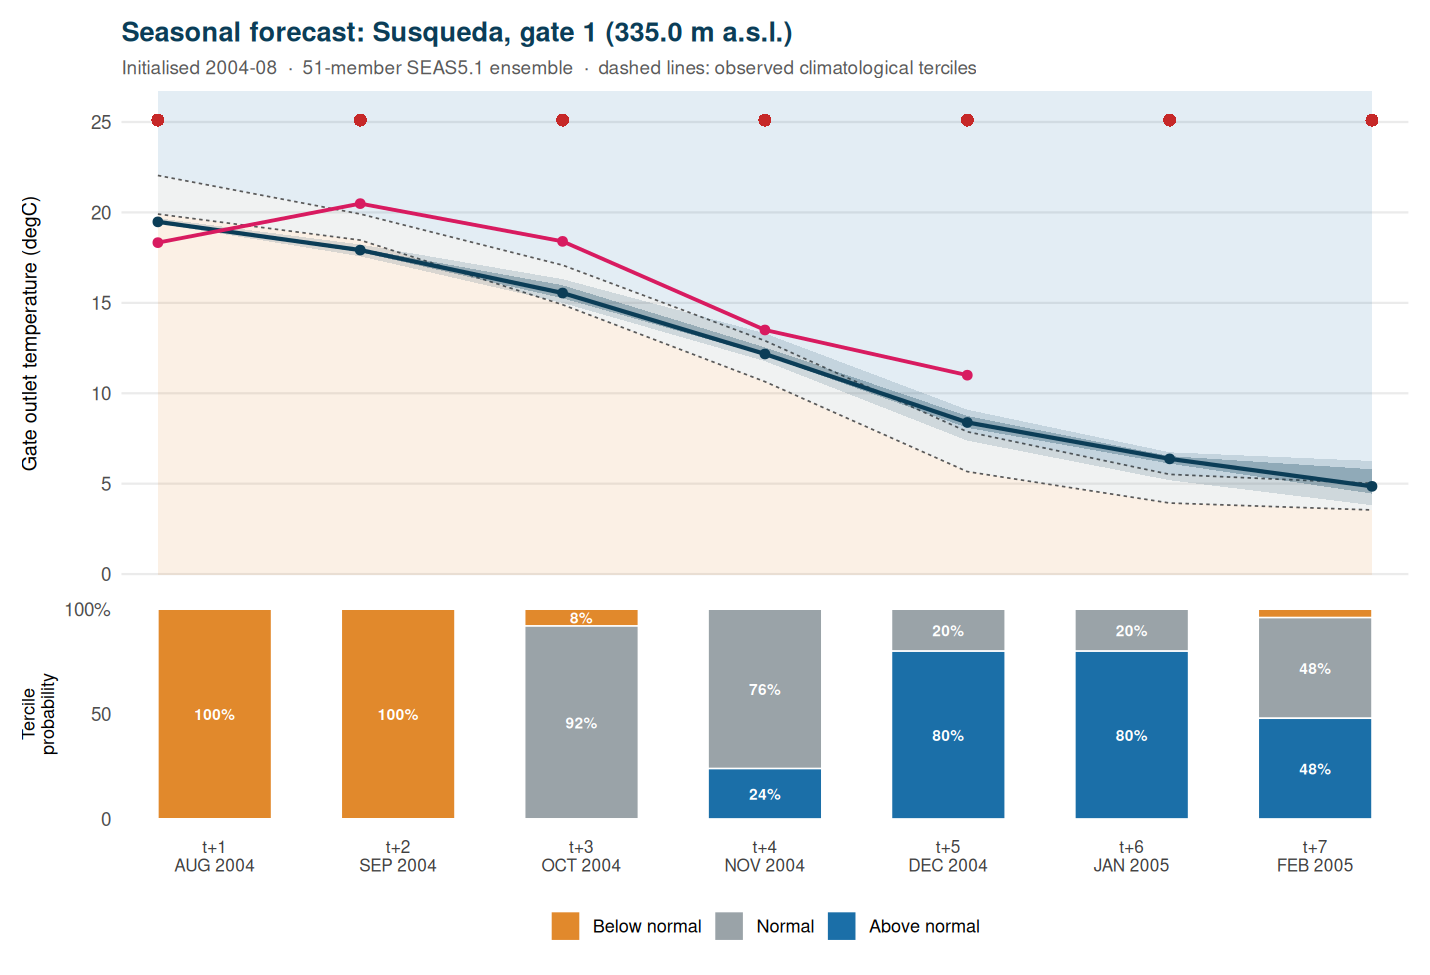 Seasonal forecast: Susqueda, gate 1 (335.0 m a.s.l.)
Initialised 2004-08 · 51-member SEAS5.1 ensemble · dashed lines: observed climatological terciles
Gate outlet temperature (degC)
25
20
15
10
5
0
Tercile
probability
100%
50
0
100%
100%
8%
92%
76%
24%
20%
80%
20%
80%
48%
48%
t+1
AUG 2004
t+2
SEP 2004
t+3
OCT 2004
t+4
NOV 2004
t+5
DEC 2004
t+6
JAN 2005
t+7
FEB 2005
Below normal
Normal
Above normal